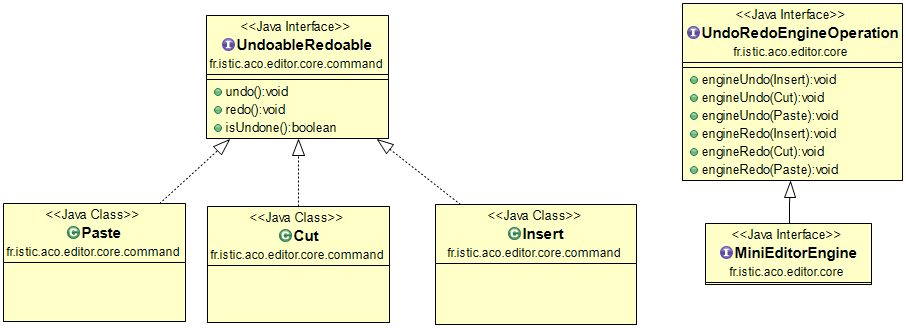 <<Java Interface>>
I UndoableRedoable
fr.istic.aco.editor.core.command
undo():void
redo():void
isUndone():boolean
<<Java Interface>>
I UndoRedoEngineOperation
fr.istic.aco.editor.core
engineUndo(Insert):void
engineUndo(Cut):void
engineUndo(Paste):void
engineRedo(Insert):void
engineRedo(Cut):void
engineRedo(Paste):void
<<Java Class>>
C Paste
fr.istic.aco.editor.core.command
<<Java Class>>
C Cut
fr.istic.aco.editor.core.command
<<Java Class>>
C Insert
fr.istic.aco.editor.core.command
<<Java Interface>>
I MiniEditorEngine
fr.istic.aco.editor.core